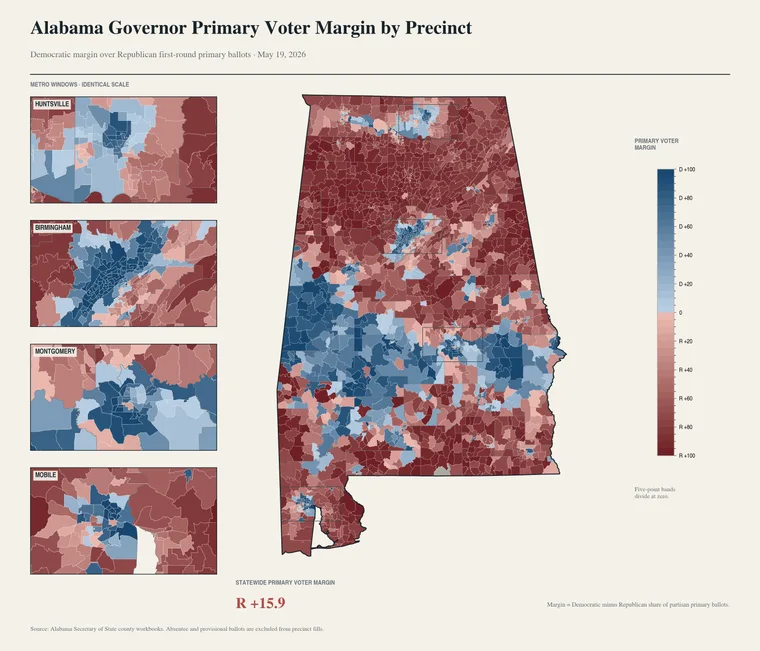 Alabama Governor Primary Voter Margin by Precinct
Democratic margin over Republican first-round primary ballots · May 19, 2026
METRO WINDOWS · IDENTICAL SCALE
HUNTSVILLE
BIRMINGHAM
MONTGOMERY
MOBILE
PRIMARY VOTER
MARGIN
D +100
D +80
D +60
D +40
D +20
0
R +20
R +40
R +60
R +80
R +100
Five-point bands
divide at zero
STATEWIDE PRIMARY VOTER MARGIN
R +15.9
Margin = Democratic minus Republican share of partisan primary ballots.
Source: Alabama Secretary of State county workbooks. Absentee and provisional ballots are excluded from precinct fills.